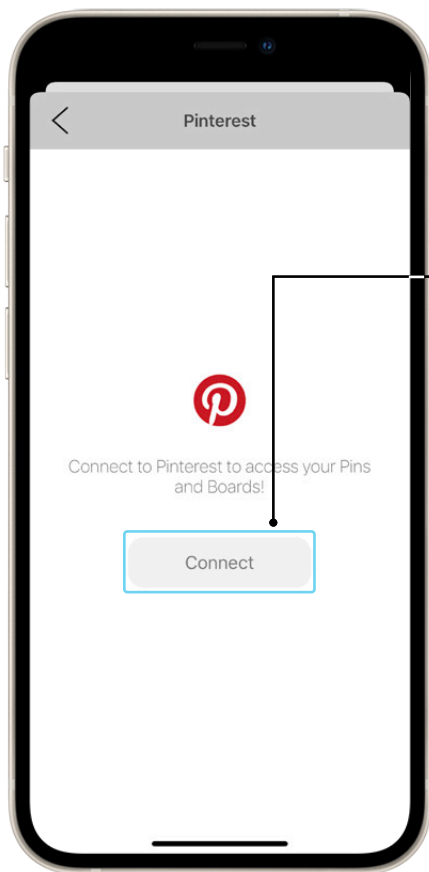 Pinterest
Connect to Pinterest to access your Pins
and Boards!
Connect